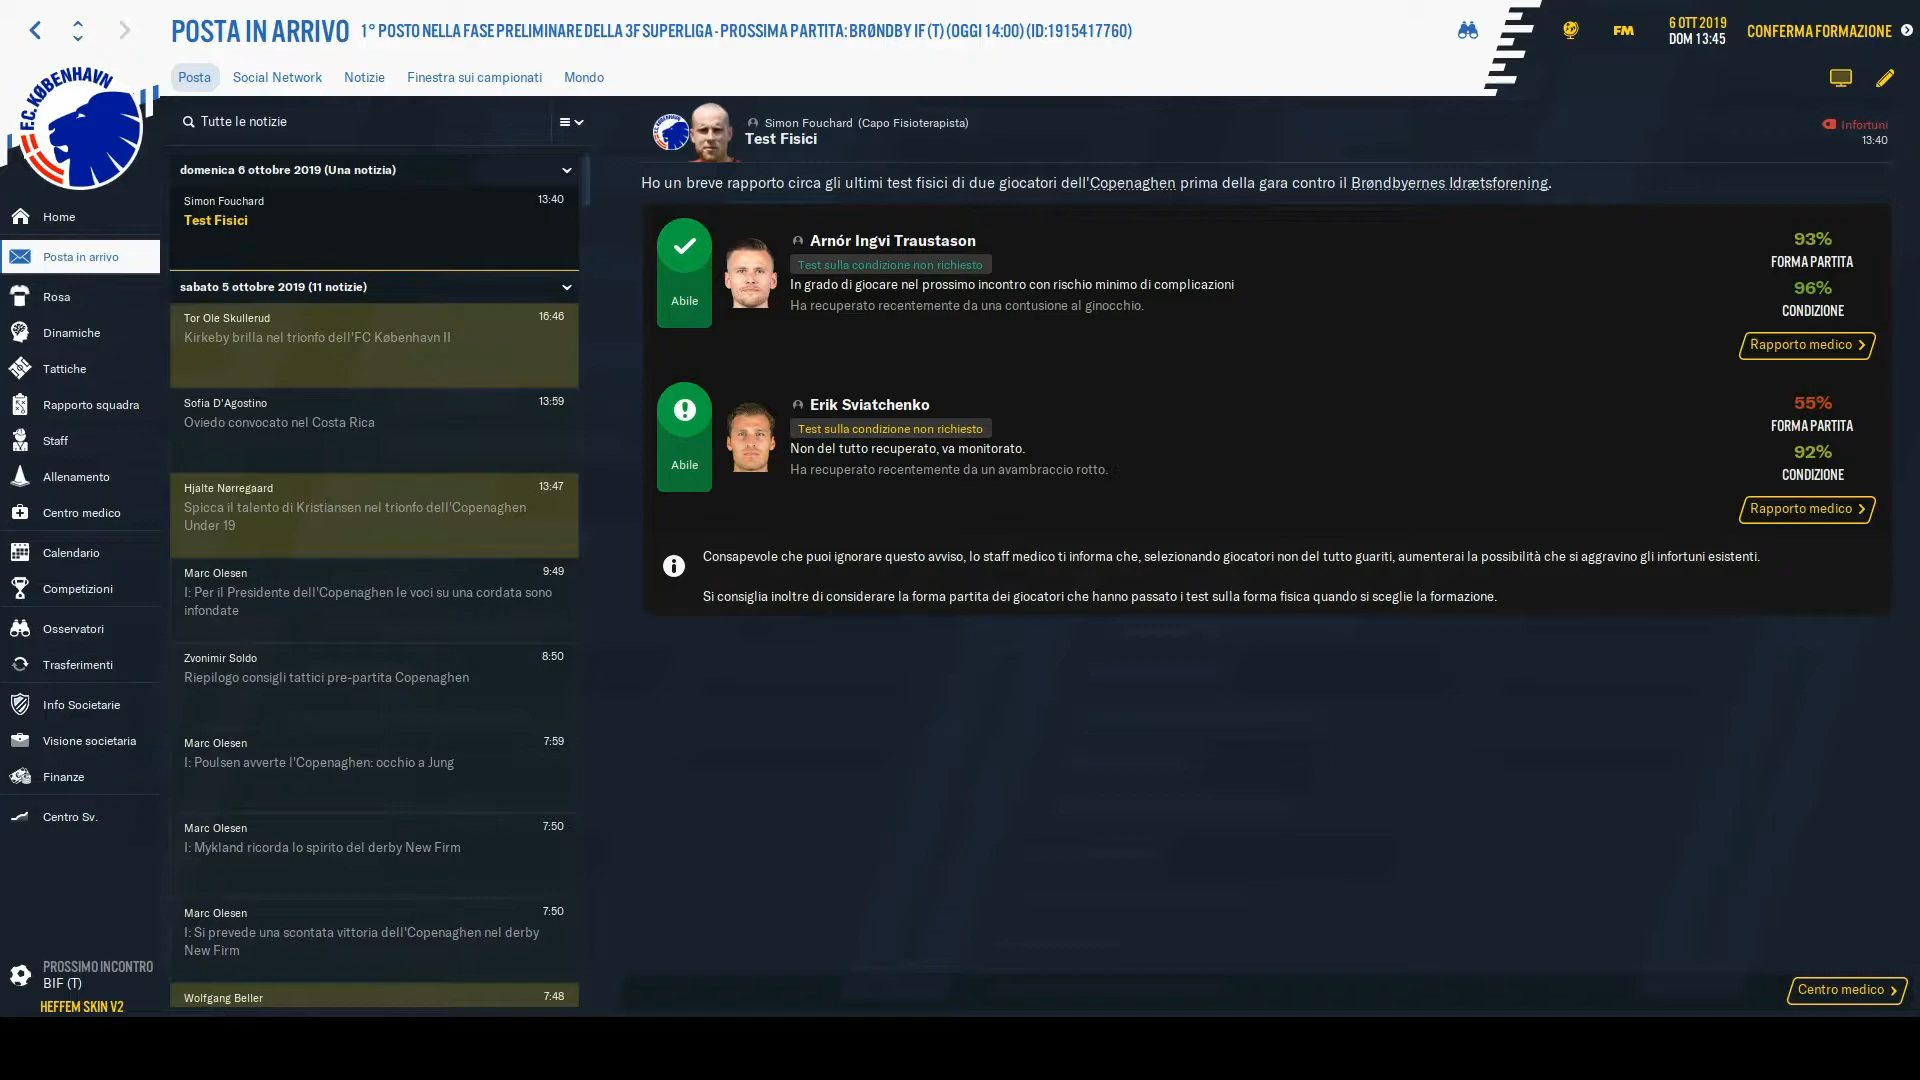 POSTA IN ARRIVO
1° POSTO NELLA FASE PRELIMINARE DELLA 3F SUPERLIGA - PROSSIMA PARTITA: BRØNDBY IF (T) (OGGI 14:00) (ID:1915417760)
FM
6 OTT 2019
DOM 13:45
CONFERMA FORMAZIONE
Posta
Social Network
Notizie
Finestra sui campionati
Mondo
F.C. KØBENHAVN
Home
Posta in arrivo
Rosa
Dinamiche
Tattiche
Rapporto squadra
Staff
Allenamento
Centro medico
Calendario
Competizioni
Osservatori
Trasferimenti
Info Societarie
Visione societaria
Finanze
Centro Sv.
PROSSIMO INCONTRO
BIF (T)
HEFFEM SKIN V2
Tutte le notizie
domenica 6 ottobre 2019 (Una notizia)
Simon Fouchard 13:40
Test Fisici
sabato 5 ottobre 2019 (11 notizie)
Tor Ole Skullerud 16:46
Kirkeby brilla nel trionfo dell'FC København II
Sofia D'Agostino 13:59
Oviedo convocato nel Costa Rica
Hjalte Nørregaard 13:47
Spicca il talento di Kristiansen nel trionfo dell'Copenaghen
Under 19
Marc Olesen 9:49
I: Per il Presidente dell'Copenaghen le voci su una cordata sono
infondate
Zvonimir Soldo 8:50
Riepilogo consigli tattici pre-partita Copenaghen
Marc Olesen 7:59
I: Poulsen avverte l'Copenaghen: occhio a Jung
Marc Olesen 7:50
I: Mykland ricorda lo spirito del derby New Firm
Marc Olesen 7:50
I: Si prevede una scontata vittoria dell'Copenaghen nel derby
New Firm
Wolfgang Beller 7:48
Simon Fouchard (Capo Fisioterapista)
Test Fisici
Infortuni
13:40
Ho un breve rapporto circa gli ultimi test fisici di due giocatori dell'Copenaghen prima della gara contro il Brøndbyernes Idrætsforening.
Abile
Arnór Ingvi Traustason
Test sulla condizione non richiesto
In grado di giocare nel prossimo incontro con rischio minimo di complicazioni
Ha recuperato recentemente da una contusione al ginocchio.
93%
FORMA PARTITA
96%
CONDIZIONE
Rapporto medico
Abile
Erik Sviatchenko
Test sulla condizione non richiesto
Non del tutto recuperato, va monitorato.
Ha recuperato recentemente da un avambraccio rotto.
55%
FORMA PARTITA
92%
CONDIZIONE
Rapporto medico
Consapevole che puoi ignorare questo avviso, lo staff medico ti informa che, selezionando giocatori non del tutto guariti, aumenterai la possibilità che si aggravino gli infortuni esistenti.
Si consiglia inoltre di considerare la forma partita dei giocatori che hanno passato i test sulla forma fisica quando si sceglie la formazione.
Centro medico